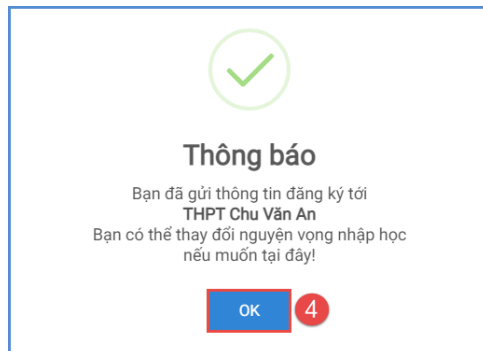 Thông báo
Bạn đã gửi thông tin đăng ký tới
THPT Chu Văn An
Bạn có thể thay đổi nguyện vọng nhập học
nếu muốn tại đây!
OK 4